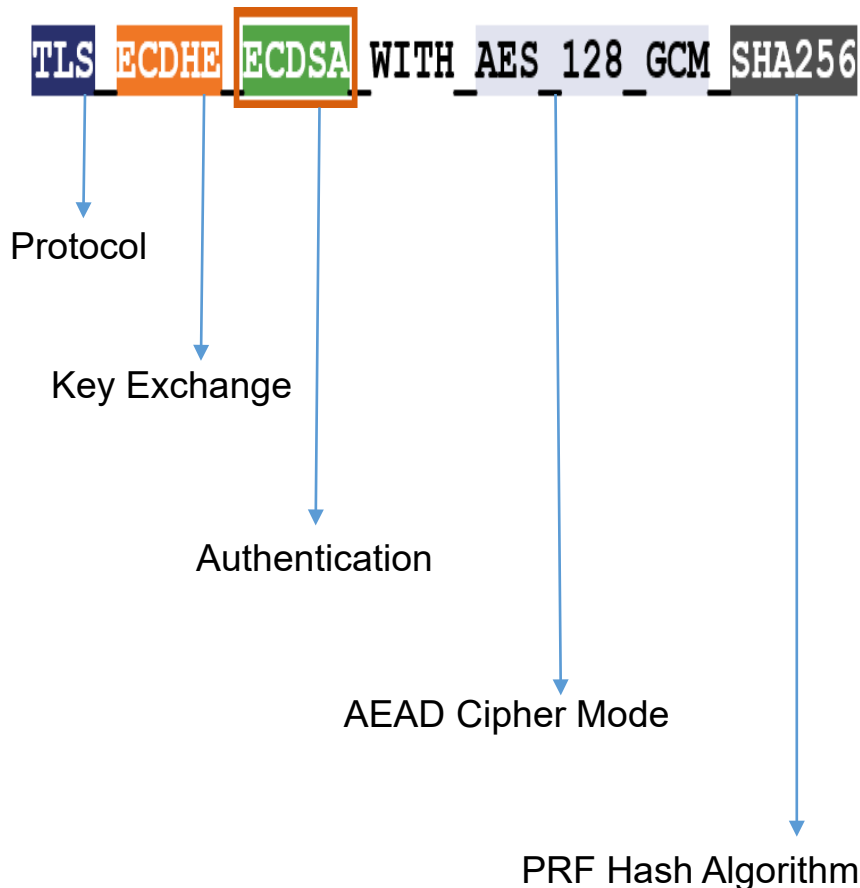 TLS_ECDHE_ECDSA_WITH_AES_128_GCM_SHA256
Protocol
Key Exchange
Authentication
AEAD Cipher Mode
PRF Hash Algorithm